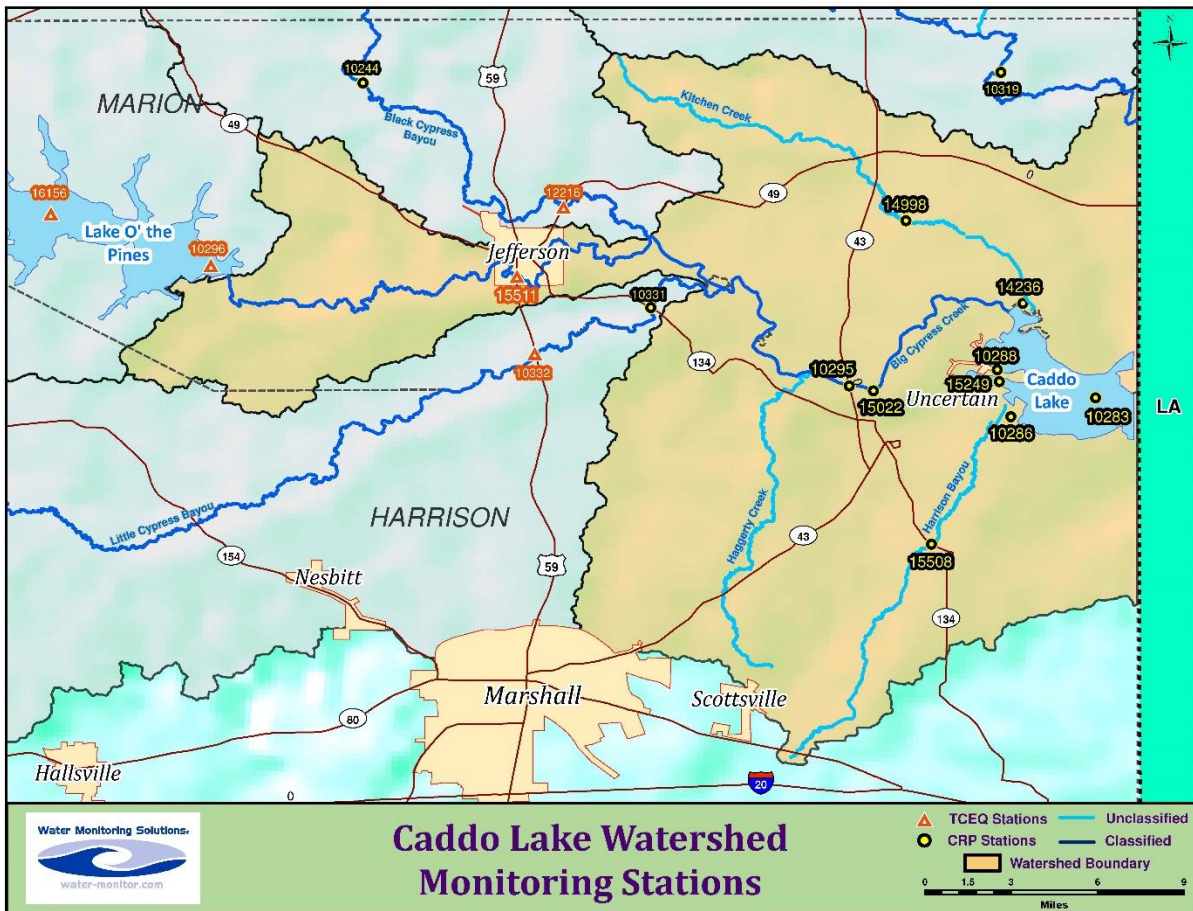 N
10244
59
10319
MARION
Kitchen Creek
49
Black Cypress
Bayou
16156
12216
49
0
14998
Lake O' the
Pines
10296
Jefferson
43
15511
14236
10331
Big Cypress Creek
10332
134
10295
10288
15249
Caddo
Lake
15022
Uncertain
10283
LA
10286
Haggerty Creek
Harrison Bayou
HARRISON
Little Cypress Bayou
43
15508
154
59
Nesbitt
134
Marshall
Scottsville
80
Hallsville
0
20
Water Monitoring Solutions.
water-monitor.com
Caddo Lake Watershed
Monitoring Stations
TCEQ Stations
Unclassified
CRP Stations
Classified
Watershed Boundary
0 1.5 3 6 9
Miles